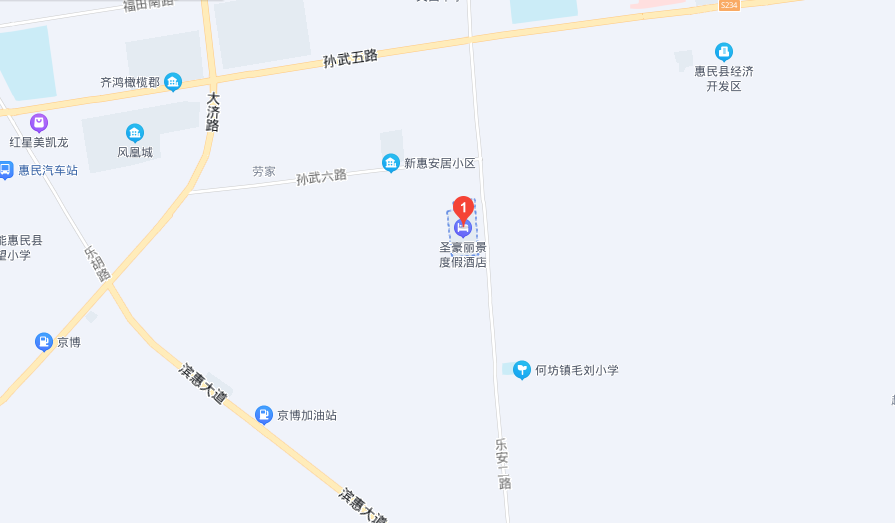 福田南路
S234
孙武五路
惠民县经济
开发区
齐鸿橄榄郡
大济路
红星美凯龙
凤凰城
惠民汽车站
劳家
孙武六路
新惠安居小区
1
能惠民县
望小学
乐胡路
圣豪丽景
度假酒店
京博
滨惠大道
何坊镇毛刘小学
京博加油站
乐安二路
滨惠大道